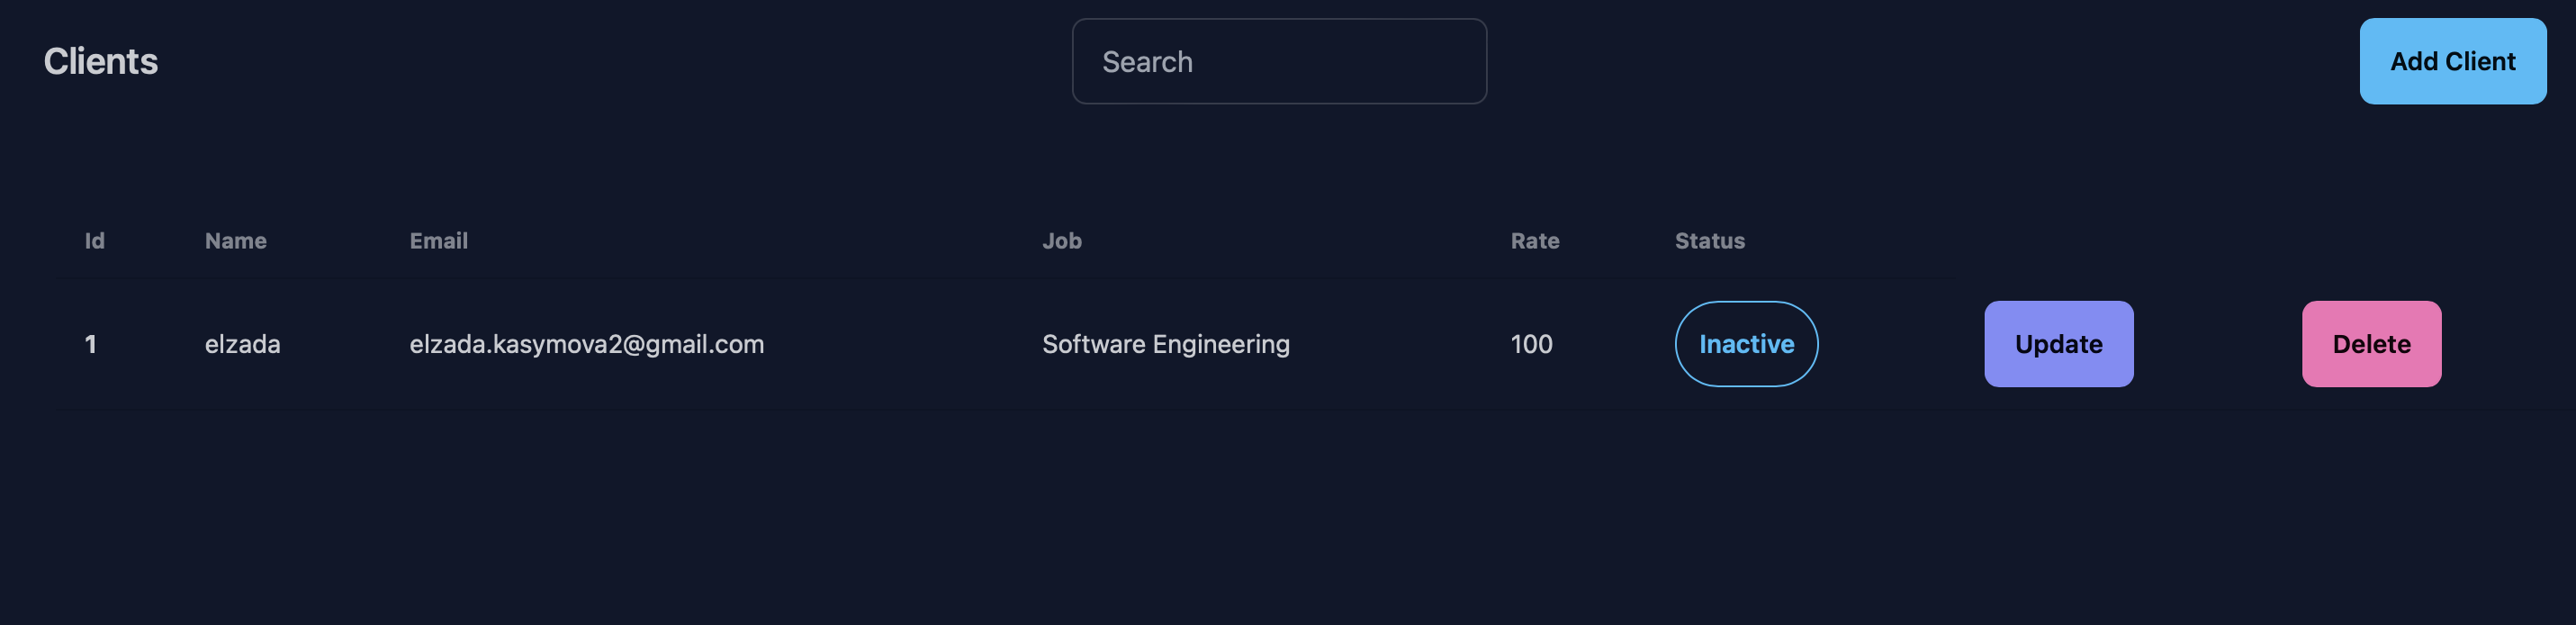 Clients
Search
Add Client
Id Name Email Job Rate Status
1 elzada elzada.kasymova2@gmail.com Software Engineering 100 Inactive Update Delete